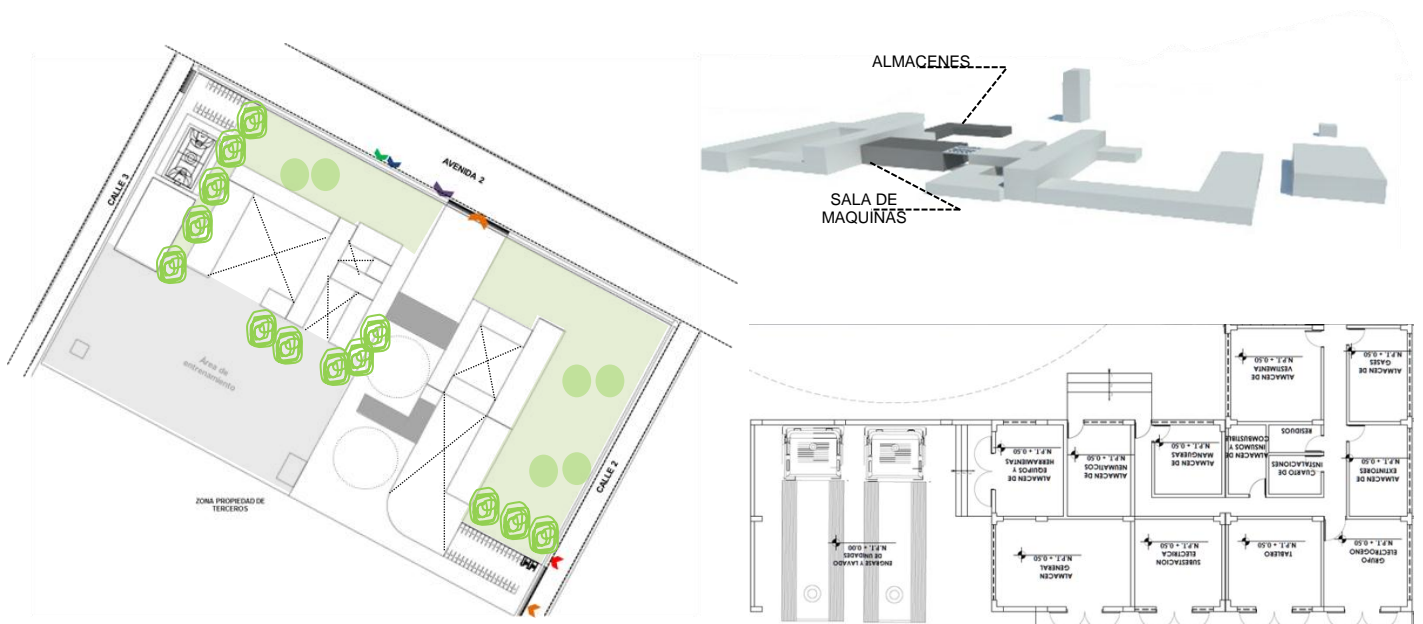 AVENIDA 2
CALLE 3
Área de
entrenamiento
CALLE 2
ZONA PROPIEDAD DE
TERCEROS
ALMACENES
SALA DE
MAQUINAS
ALMACEN DE
VESTIMENTA
N.P.T. + 0.50
ALMACEN DE
GASES
N.P.T. + 0.50
ALMACEN DE
EQUIPOS Y
HERRAMIENTAS
N.P.T. + 0.50
ALMACEN DE
NEUMATICOS
N.P.T. + 0.50
ALMACEN DE
MANGUERAS
N.P.T. + 0.50
ALMACEN DE
INSUMOS Y
COMBUSTIBLE
N.P.T. + 0.50
RESIDUOS
CUARTO DE
INSTALACIONES
ALMACEN DE
EXTINTORES
N.P.T. + 0.50
ENGRASE Y LAVADO
DE UNIDADES
N.P.T. + 0.00
ALMACEN
GENERAL
N.P.T. + 0.50
SUBESTACION
ELECTRICA
N.P.T. + 0.50
TABLERO
N.P.T. + 0.50
GRUPO
ELECTROGENO
N.P.T. + 0.50